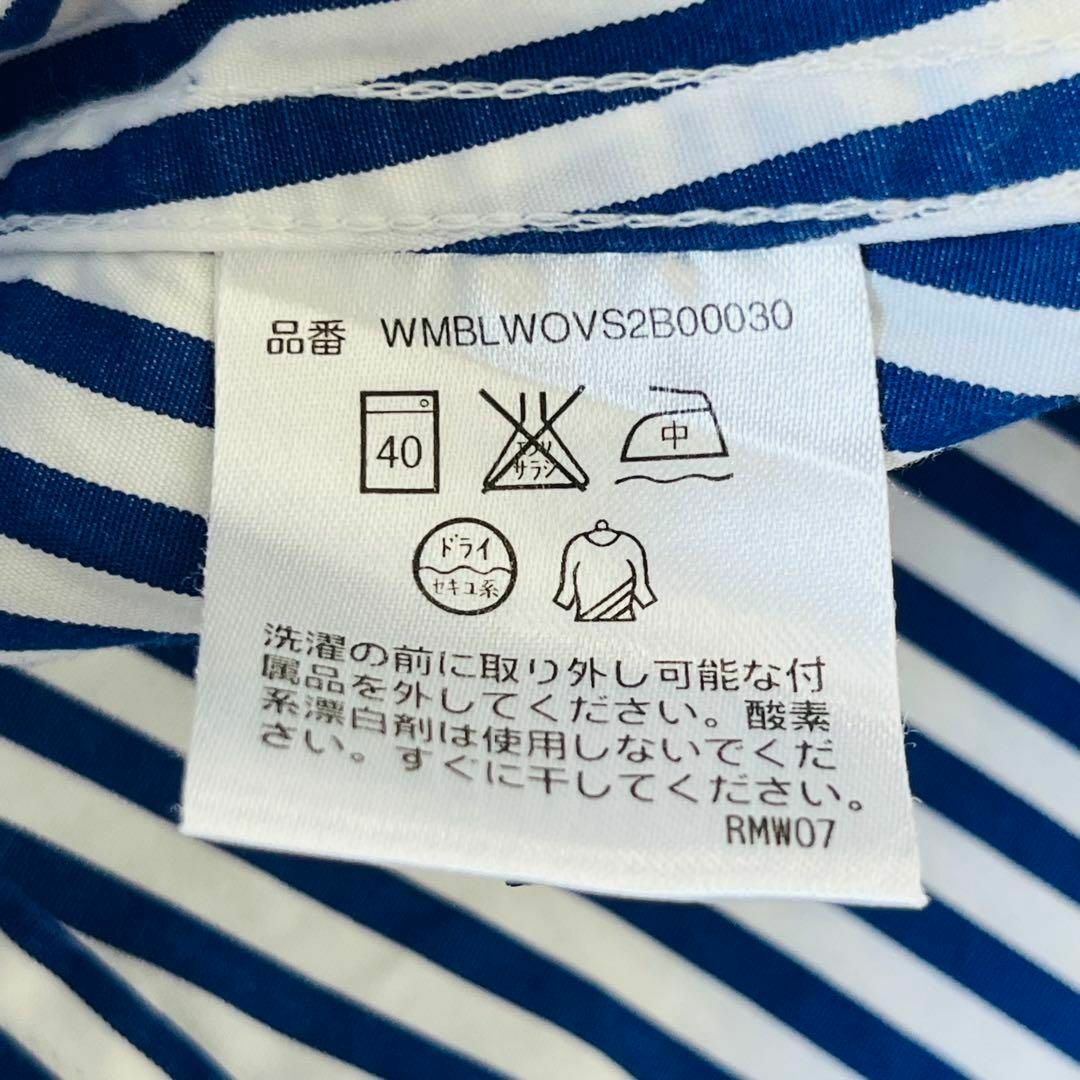 品番 WMBLWOVS2B00030
40
エンソ
サラシ
中
ドライ
セキユ系
洗濯の前に取り外し可能な付
属品を外してください。酸素
系漂白剤は使用しないでくだ
さい。すぐに干してください。
RMW07